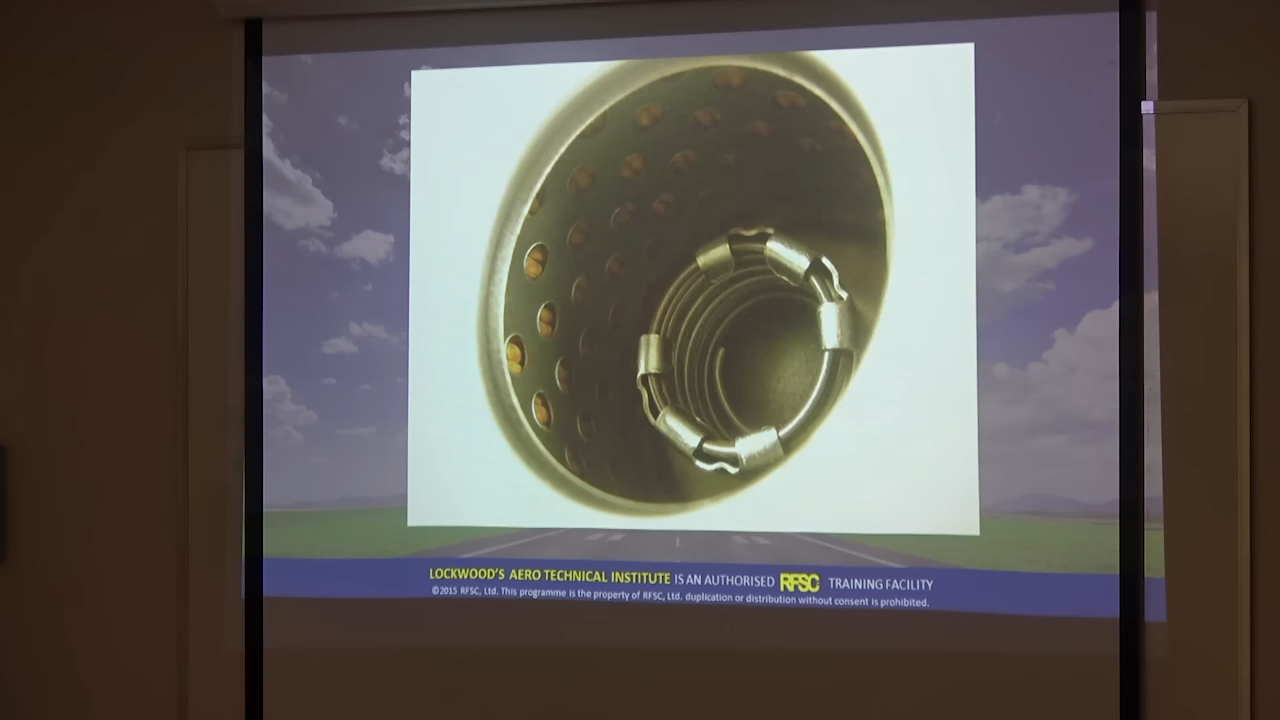 LOCKWOOD'S AERO TECHNICAL INSTITUTE IS AN AUTHORISED RFSC TRAINING FACILITY
©2015 RFSC, Ltd. This programme is the property of RFSC, Ltd. duplication or distribution without consent is prohibited.